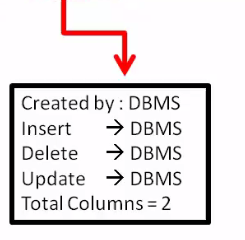 Created by : DBMS
Insert → DBMS
Delete → DBMS
Update → DBMS
Total Columns = 2